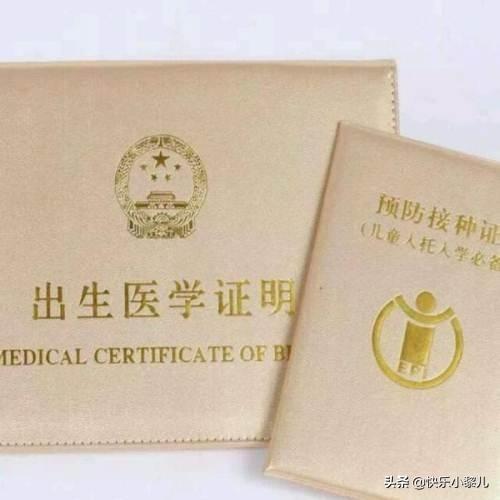 出生医学证明
MEDICAL CERTIFICATE OF B
预防接种证
(儿童入托入学必备
EPI
头条 @快乐小黎儿